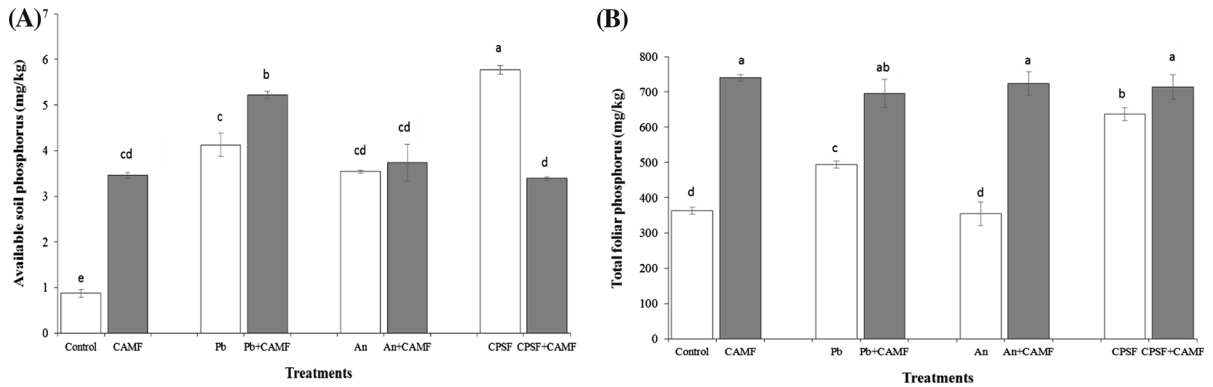 (A)
Available soil phosphorus (mg/kg)
7
6
5
4
3
2
1
0
e
cd
c
b
cd
cd
a
d
Control CAMF Pb Pb+CAMF An An+CAMF CPSF CPSF+CAMF
Treatments
(B)
Total foliar phosphorus (mg/kg)
800
700
600
500
400
300
200
100
0
d
a
c
ab
d
a
b
a
Control CAMF Pb Pb+CAMF An An+CAMF CPSF CPSF+CAMF
Treatments